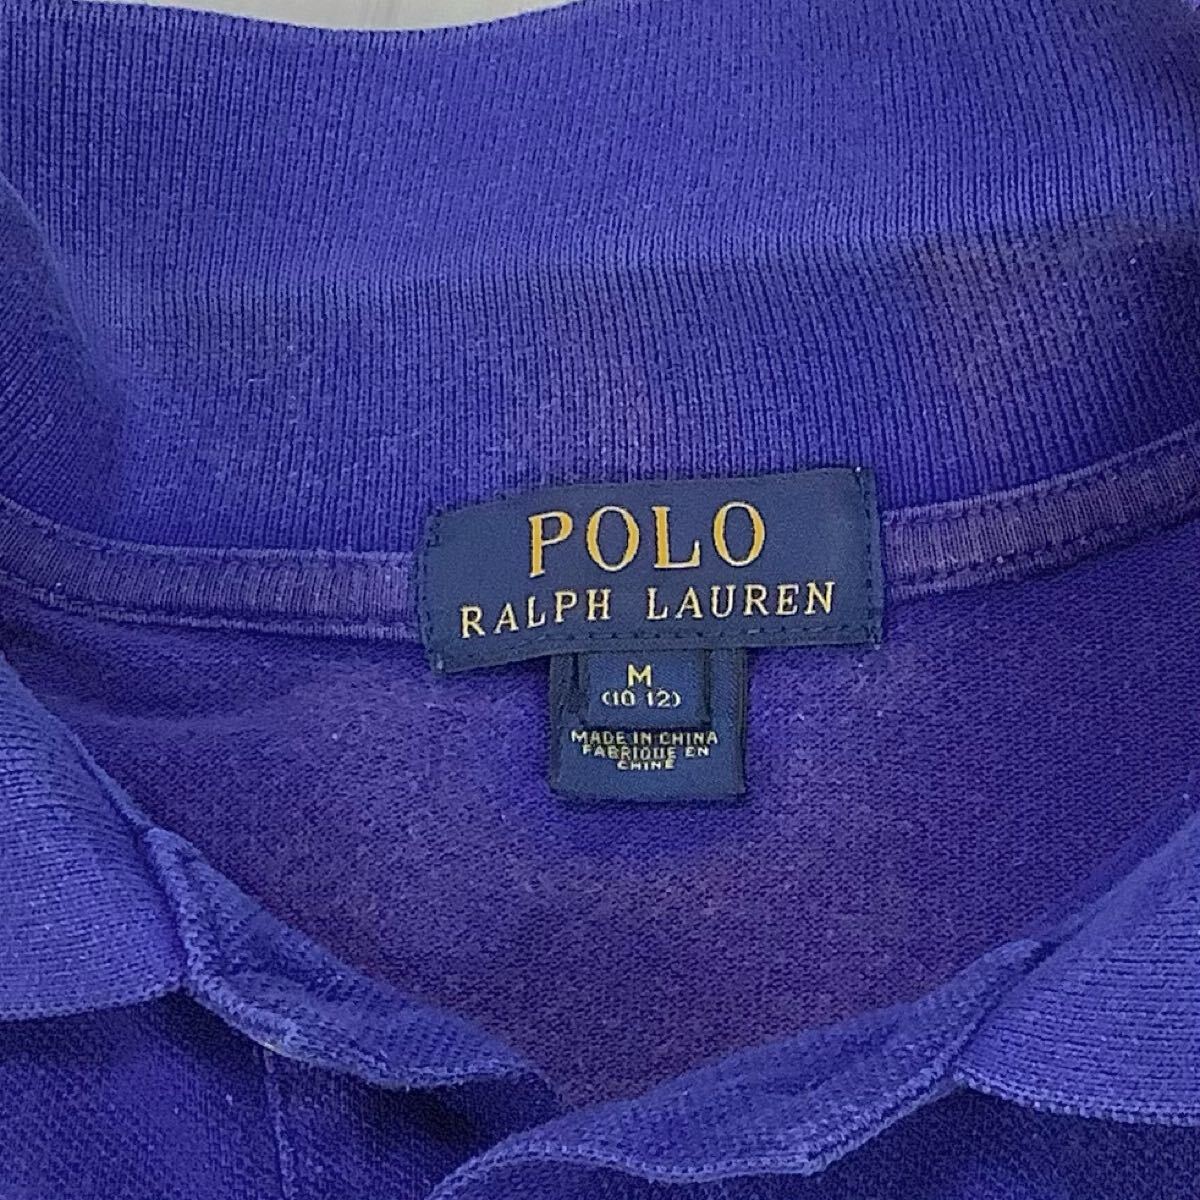 POLO
RALPH LAUREN
M
(10-12)
MADE IN CHINA
FABRIQUE EN
CHINE